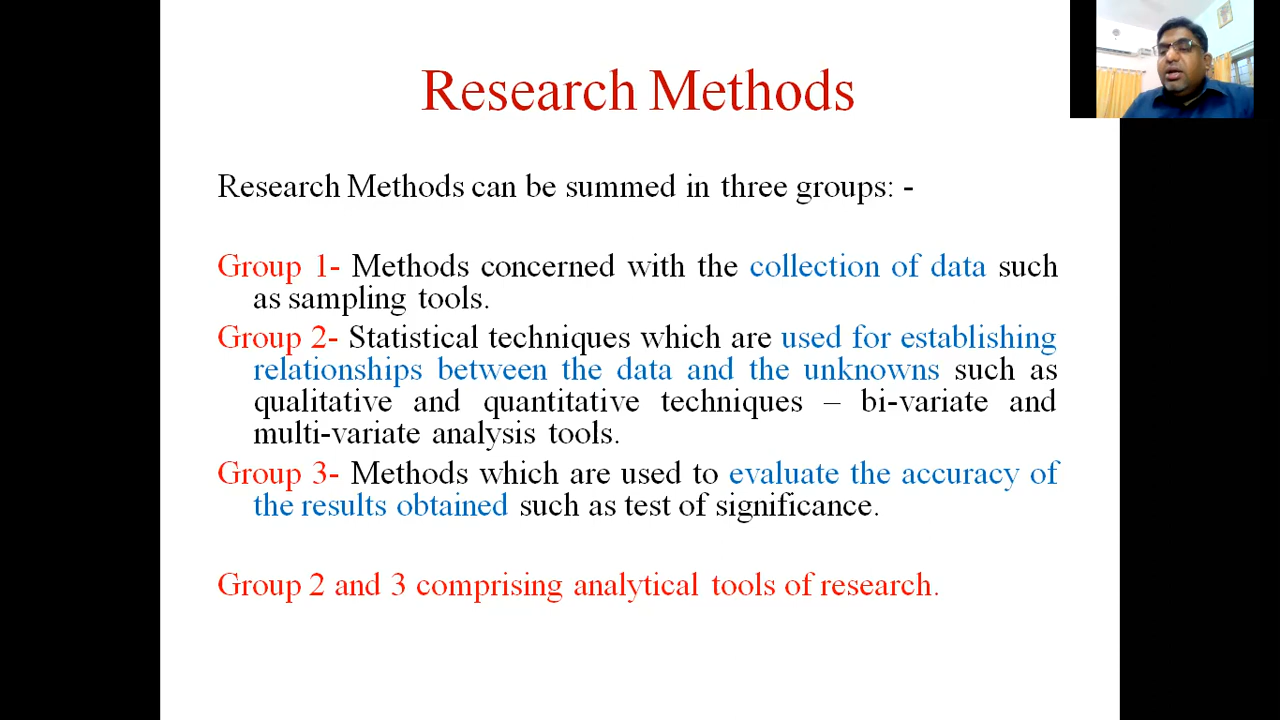 Research Methods
Research Methods can be summed in three groups: -
Group 1- Methods concerned with the collection of data such
as sampling tools.
Group 2- Statistical techniques which are used for establishing
relationships between the data and the unknowns such as
qualitative and quantitative techniques – bi-variate and
multi-variate analysis tools.
Group 3- Methods which are used to evaluate the accuracy of
the results obtained such as test of significance.
Group 2 and 3 comprising analytical tools of research.